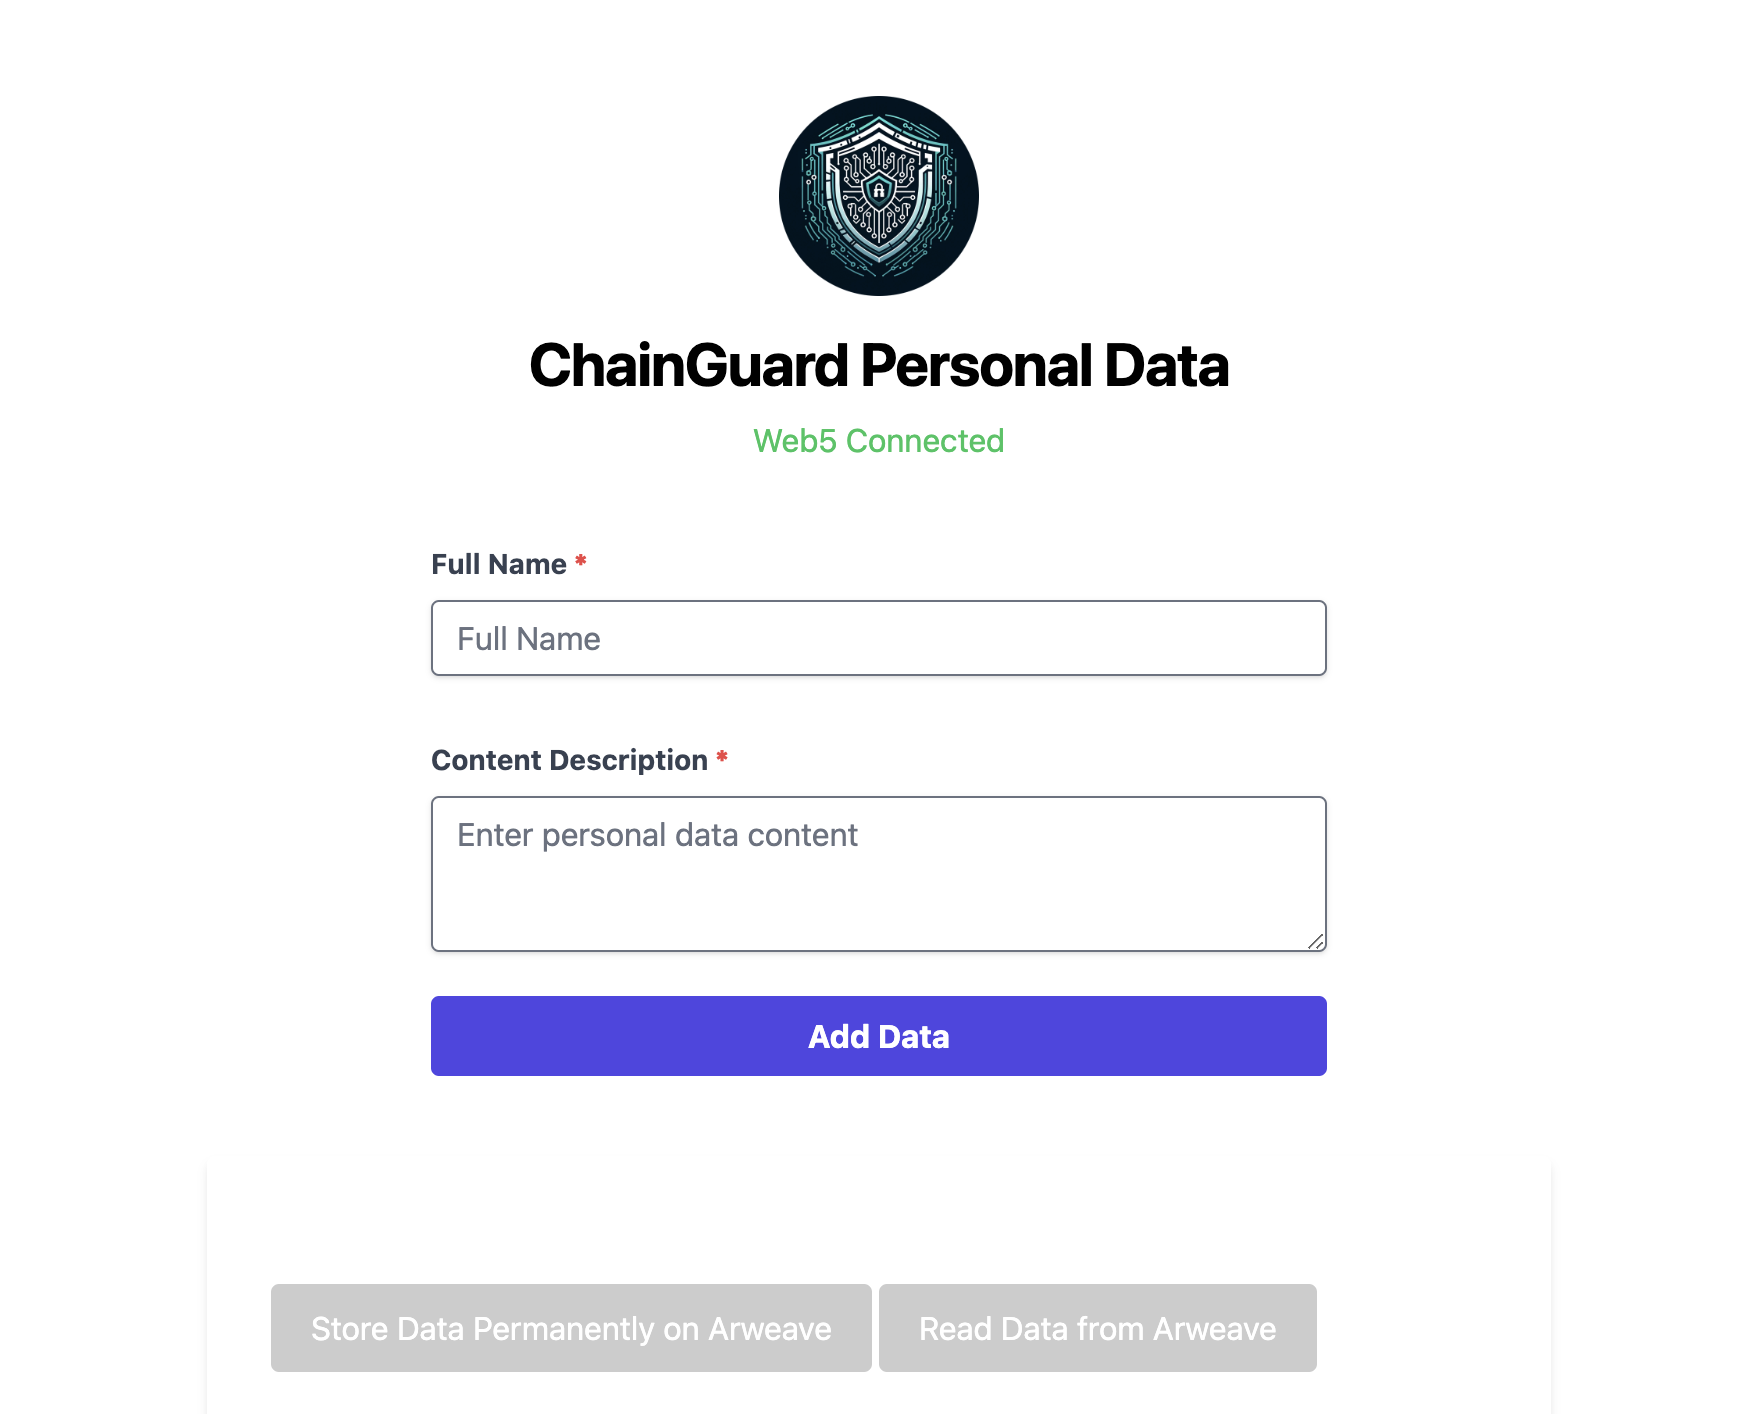 ChainGuard Personal Data
Web5 Connected
Full Name *
Full Name
Content Description *
Enter personal data content
Add Data
Store Data Permanently on Arweave
Read Data from Arweave